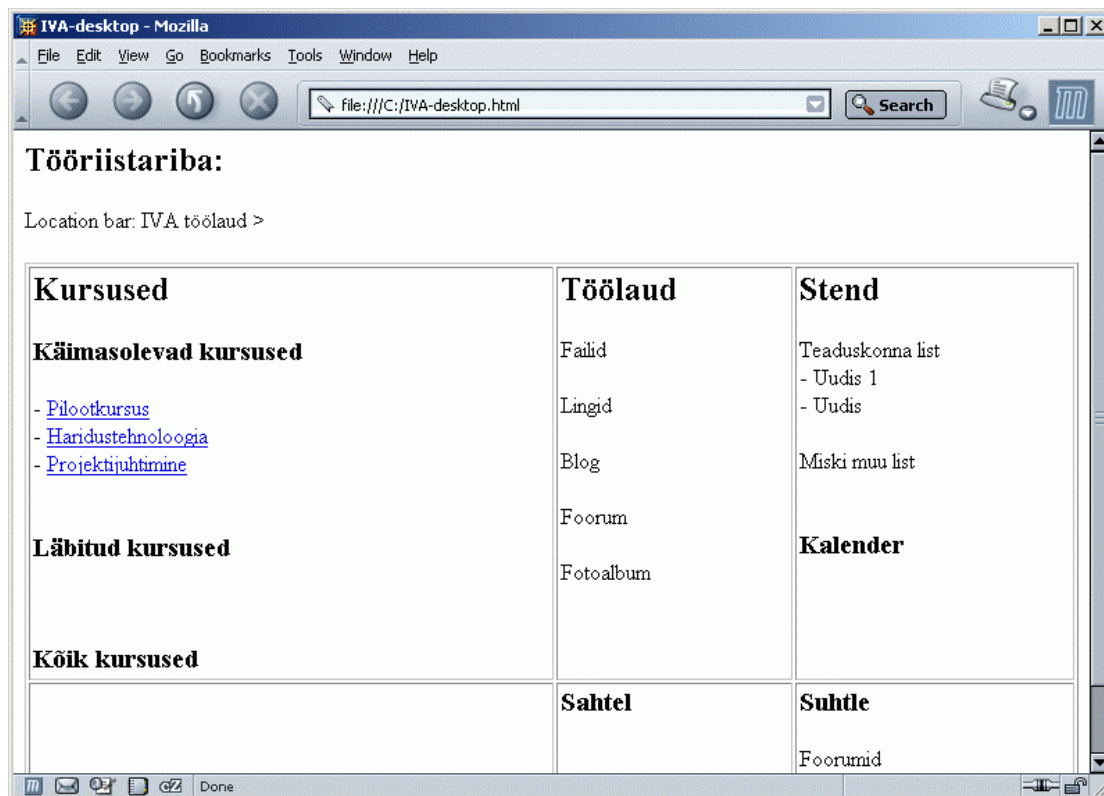 IVA-desktop - Mozilla
File Edit View Go Bookmarks Tools Window Help
file:///C:/IVA-desktop.html
Search
Tööriistariba:
Location bar: IVA töölaud >
Kursused
Käimasolevad kursused
- Pilootkursus
- Haridustehnoloogia
- Projektijuhtimine
Läbitud kursused
Kõik kursused
Töölaud
Failid
Lingid
Blog
Foorum
Fotoalbum
Stend
Teaduskonna list
- Uudis 1
- Uudis
Miski muu list
Kalender
Sahtel
Suhtle
Foorumid
Done